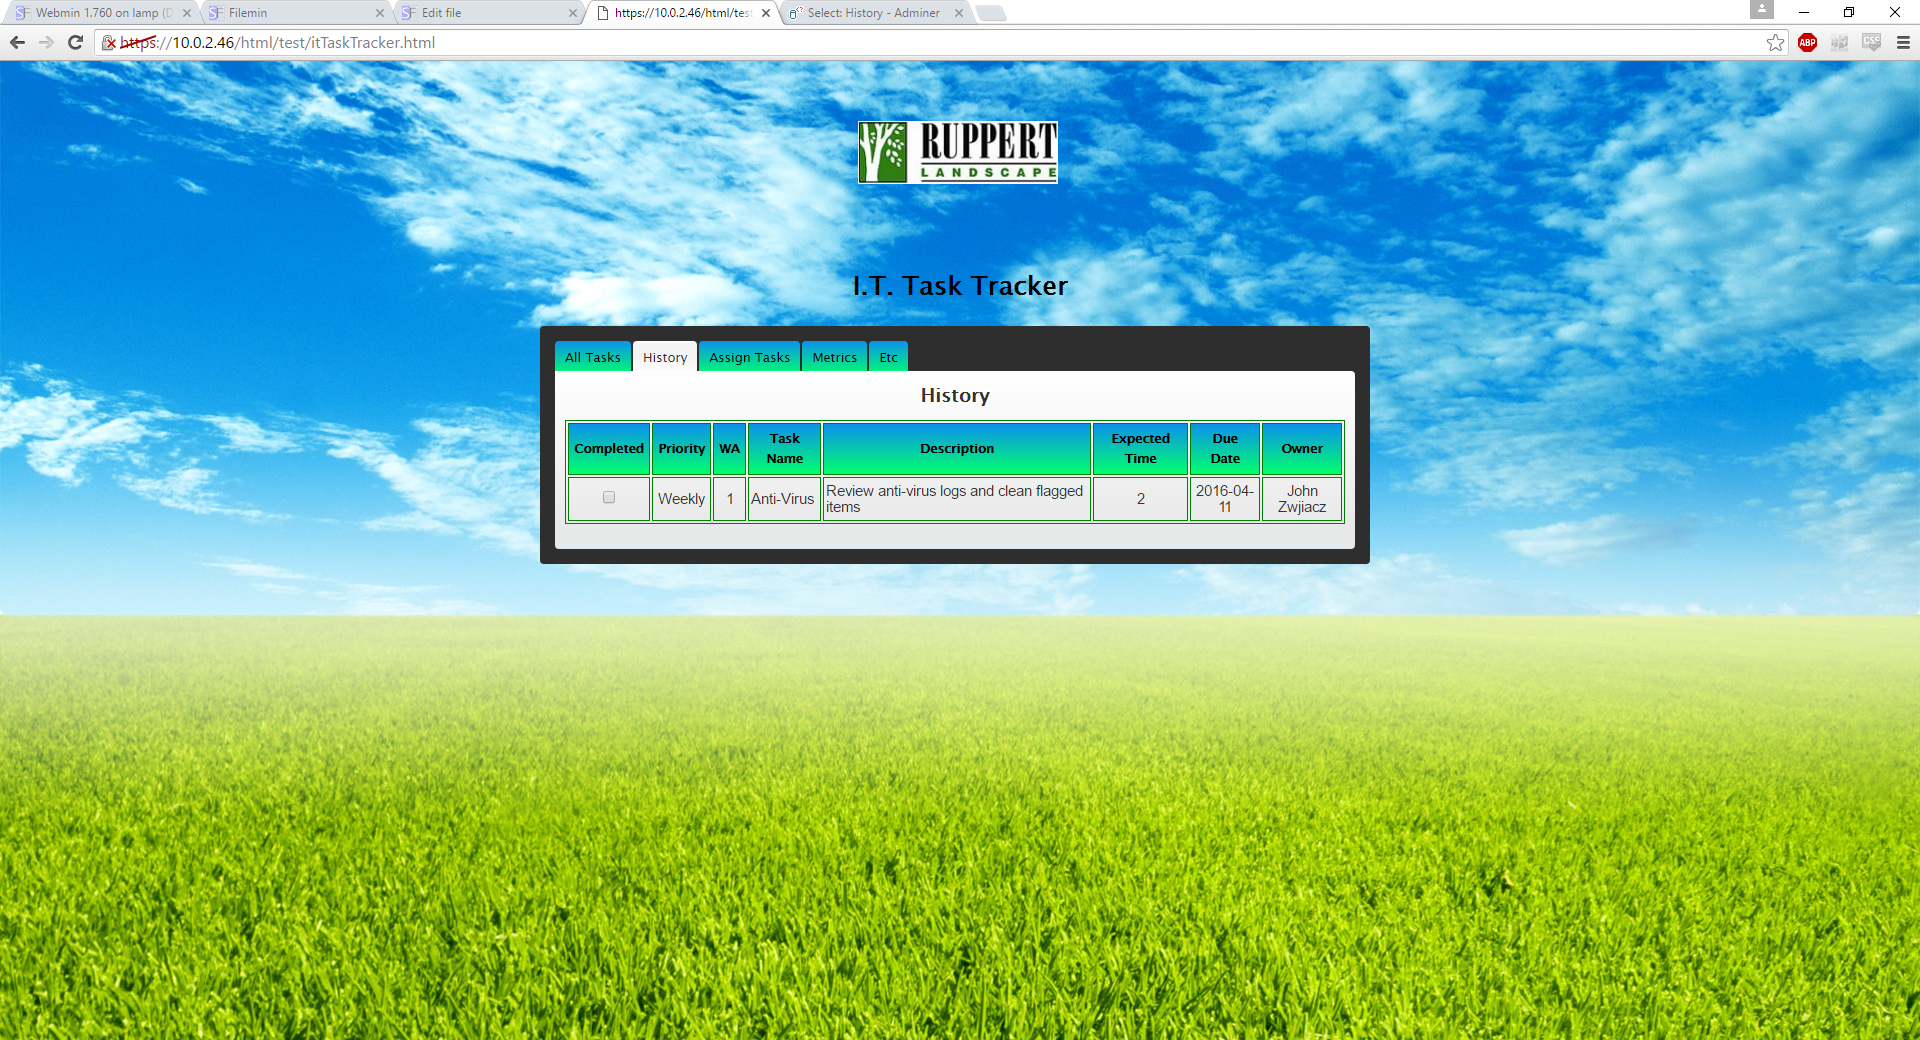 Webmin 1.760 on lamp (D
Filemin
Edit file
https://10.0.2.46/html/test
Select: History - Adminer
https://10.0.2.46/html/test/itTaskTracker.html
ABP
CSS
RUPPERT
LANDSCAPE
I.T. Task Tracker
All Tasks History Assign Tasks Metrics Etc
History
Completed Priority WA Task Name Description Expected Time Due Date Owner
Weekly 1 Anti-Virus Review anti-virus logs and clean flagged items 2 2016-04-11 John Zwjiacz